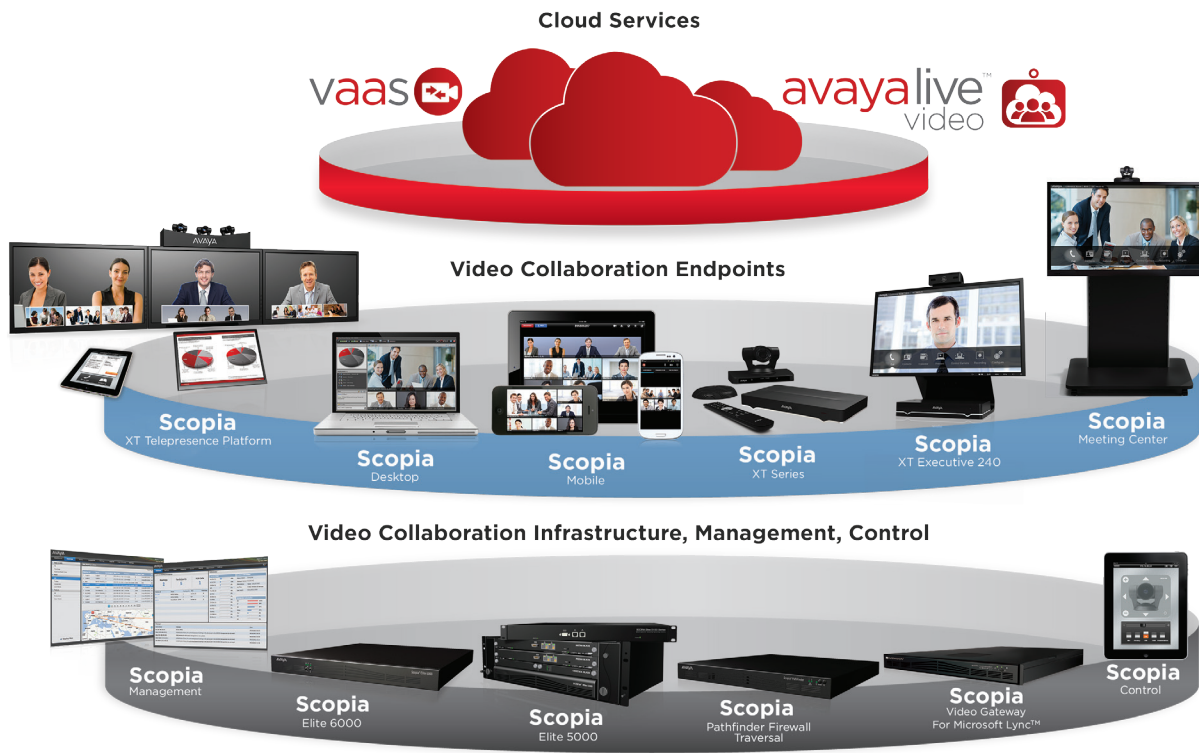 Cloud Services
vaas
avayalive™
video
AVAYA
Video Collaboration Endpoints
Scopia
XT Telepresence Platform
Scopia
Desktop
Scopia
Mobile
Scopia
XT Series
Scopia
XT Executive 240
Scopia
Meeting Center
Video Collaboration Infrastructure, Management, Control
Scopia
Management
Scopia
Elite 6000
Scopia
Elite 5000
Scopia
Pathfinder Firewall
Traversal
Scopia
Video Gateway
For Microsoft Lync™
Scopia
Control